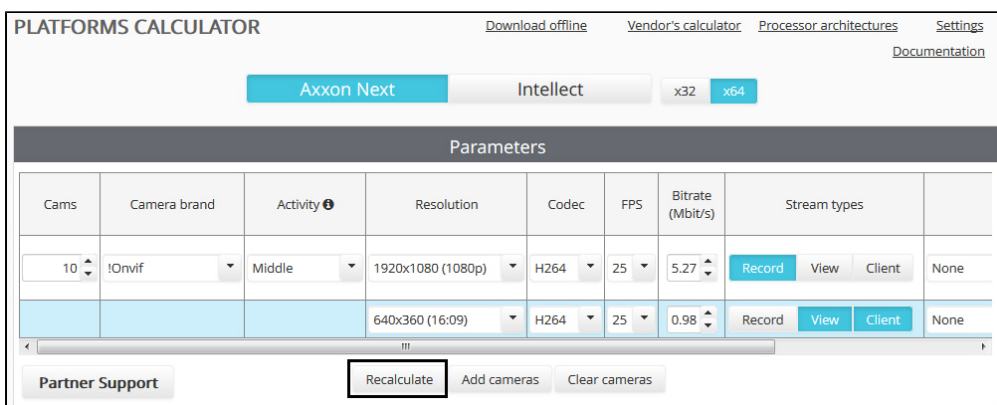 PLATFORMS CALCULATOR
Download offline Vendor's calculator Processor architectures Settings
Documentation
Axxon Next Intellect x32 x64
Parameters
Cams Camera brand Activity Resolution Codec FPS Bitrate (Mbit/s) Stream types
10 !Onvif Middle 1920x1080 (1080p) H264 25 5.27 Record View Client None
640x360 (16:09) H264 25 0.98 Record View Client None
Partner Support Recalculate Add cameras Clear cameras